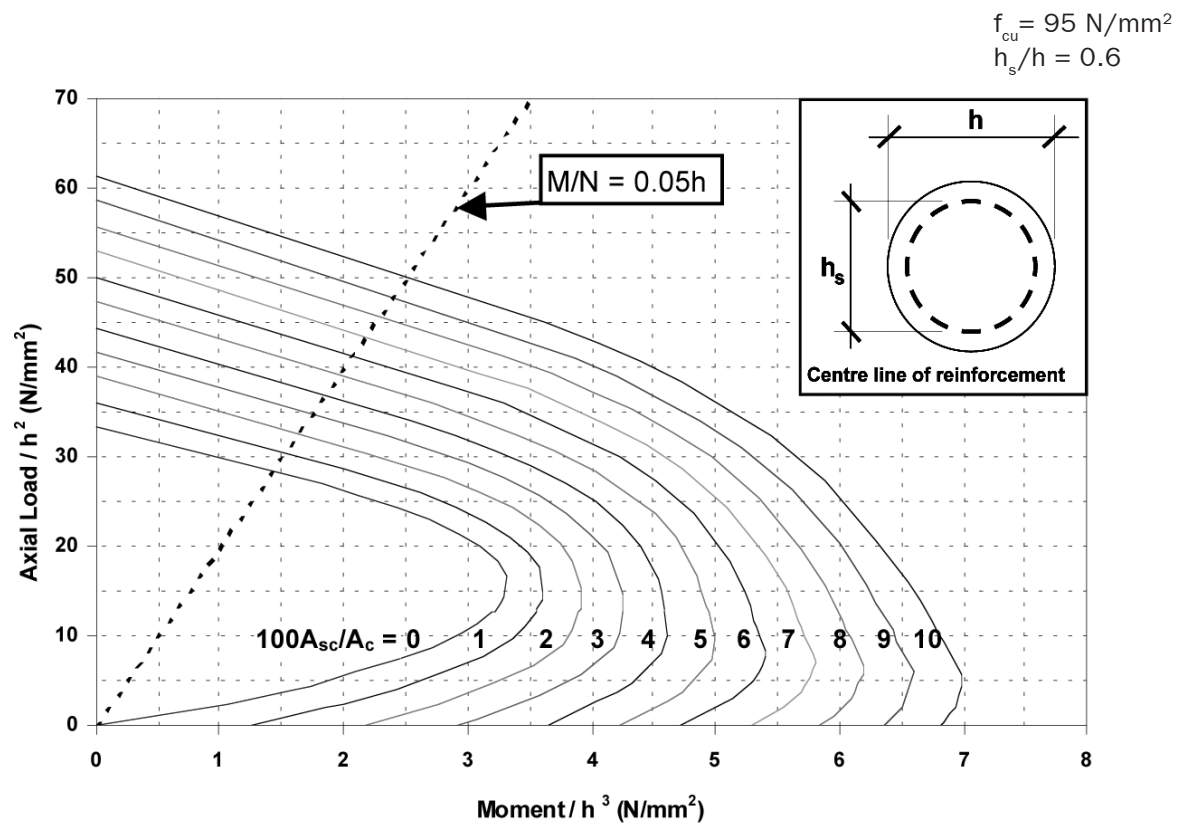 f_cu= 95 N/mm²
h_s/h = 0.6
70
60
50
40
30
20
10
0
Axial Load / h² (N/mm²)
M/N = 0.05h
h
h_s
Centre line of reinforcement
100A_sc/A_c = 0 1 2 3 4 5 6 7 8 9 10
0 1 2 3 4 5 6 7 8
Moment / h ³ (N/mm²)